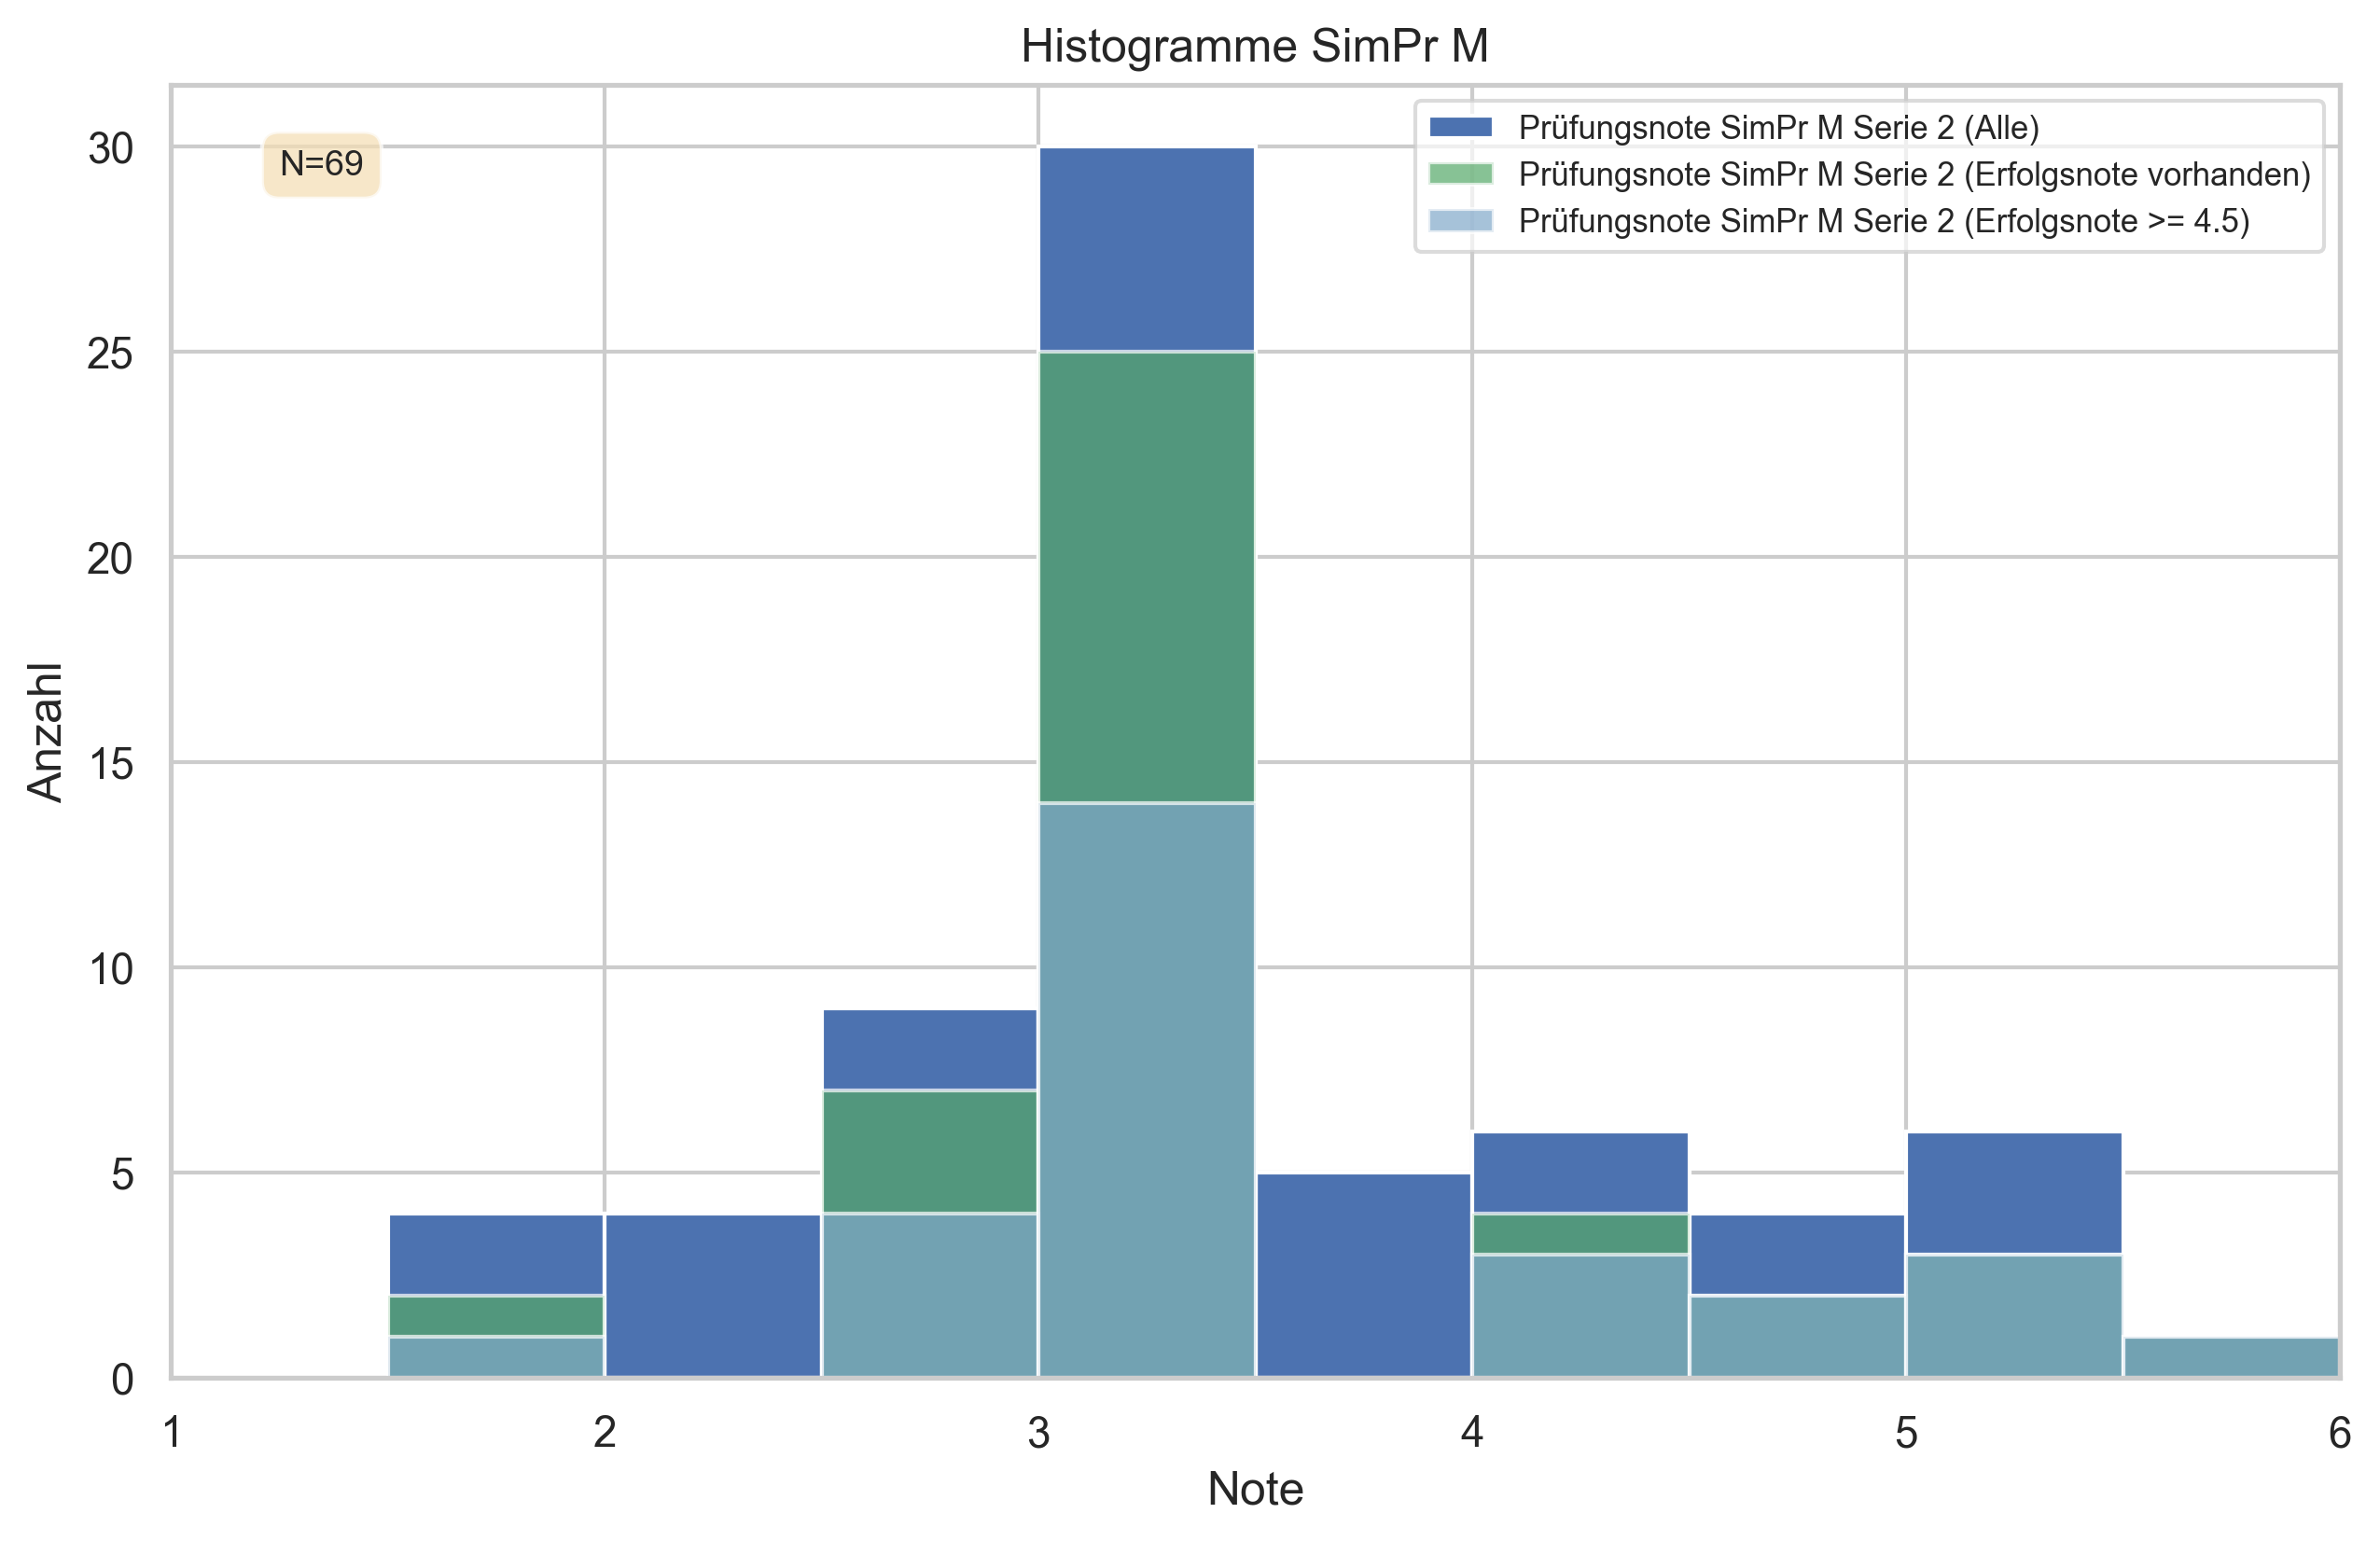 Histogramme SimPr M
Prüfungsnote SimPr M Serie 2 (Alle)
Prüfungsnote SimPr M Serie 2 (Erfolgsnote vorhanden)
Prüfungsnote SimPr M Serie 2 (Erfolgsnote >= 4.5)
N=69
30
25
20
15
10
5
0
Anzahl
1 2 3 4 5 6
Note